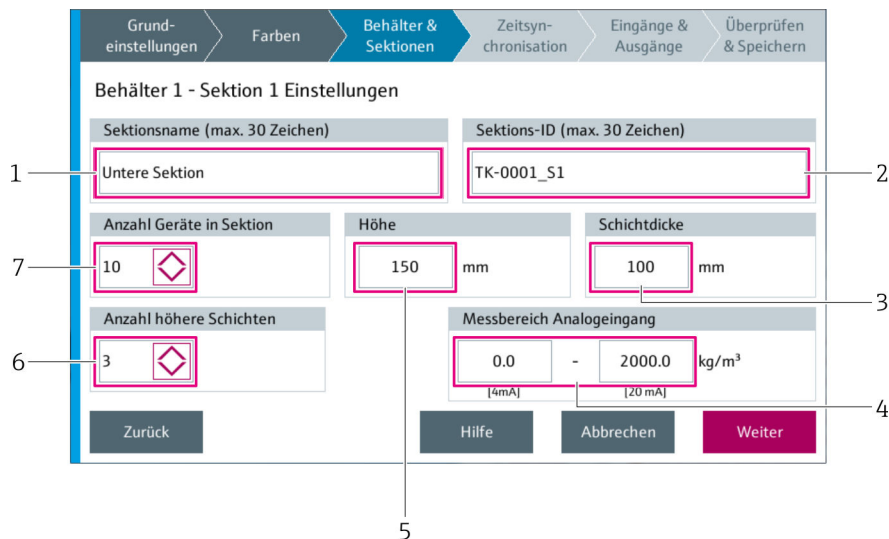 Grund-
einstellungen
Farben
Behälter &
Sektionen
Zeitsyn-
chronisation
Eingänge &
Ausgänge
Überprüfen
& Speichern
Behälter 1 - Sektion 1 Einstellungen
Sektionsname (max. 30 Zeichen)
Sektions-ID (max. 30 Zeichen)
1
Untere Sektion
TK-0001_S1
2
Anzahl Geräte in Sektion
Höhe
Schichtdicke
7
10
150 mm
100 mm
3
Anzahl höhere Schichten
Messbereich Analogeingang
6
3
0.0 - 2000.0 kg/m³
[4mA] [20 mA]
4
Zurück
Hilfe
Abbrechen
Weiter
5